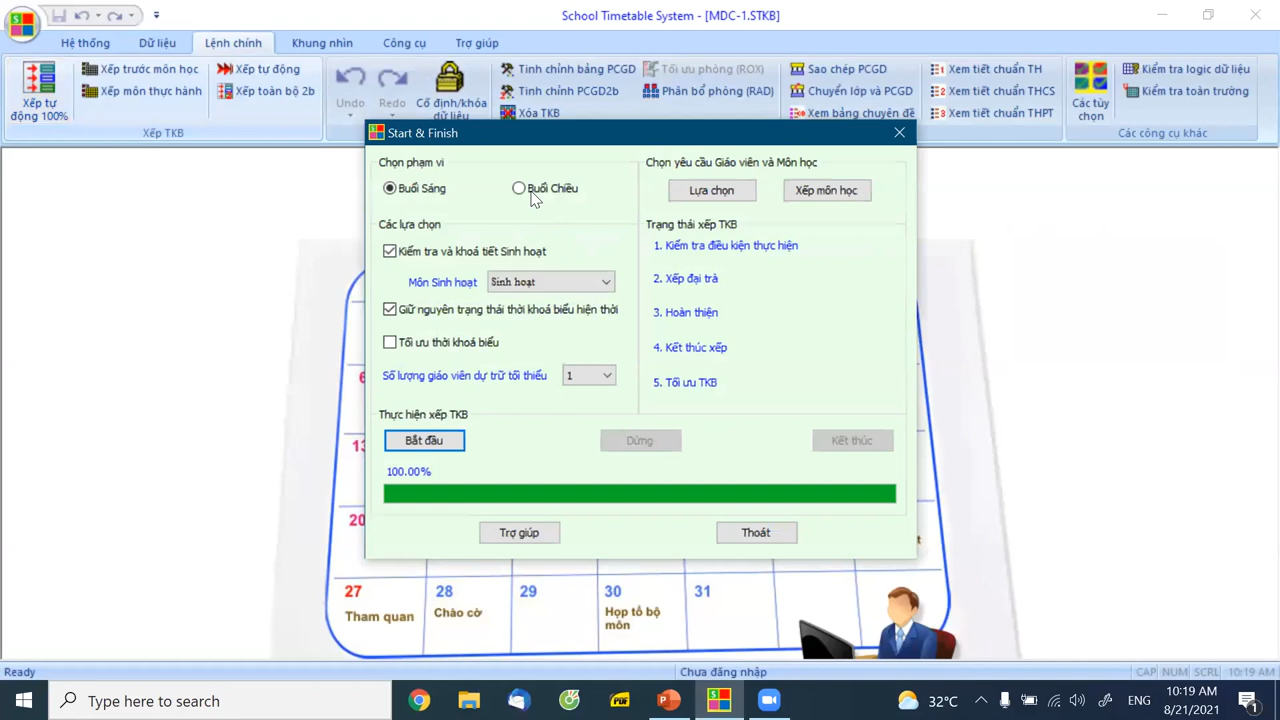 School Timetable System - [MDC-1.STKB]
Hệ thống
Dữ liệu
Lệnh chính
Khung nhìn
Công cụ
Trợ giúp
Xếp tự động 100%
Xếp trước môn học
Xếp môn thực hành
Xếp tự động
Xếp toàn bộ 2b
Xếp TKB
Undo
Redo
Cố định/khóa dữ liệu
Tinh chỉnh bảng PCGD
Tinh chỉnh PCGD2b
Xóa TKB
Tối ưu phòng (ROX)
Phân bổ phòng (RAD)
Sao chép PCGD
Chuyển lớp và PCGD
Xem bảng chuyên đề
Xem tiết chuẩn TH
Xem tiết chuẩn THCS
Xem tiết chuẩn THPT
Các tùy chọn
Kiểm tra logic dữ liệu
Kiểm tra toàn trường
Các công cụ khác
Start & Finish
Chọn phạm vi
Buổi Sáng
Buổi Chiều
Các lựa chọn
Kiểm tra và khoá tiết Sinh hoạt
Môn Sinh hoạt
Sinh hoạt
Giữ nguyên trạng thái thời khoá biểu hiện thời
Tối ưu thời khoá biểu
Số lượng giáo viên dự trữ tối thiểu
1
Chọn yêu cầu Giáo viên và Môn học
Lựa chọn
Xếp môn học
Trạng thái xếp TKB
1. Kiểm tra điều kiện thực hiện
2. Xếp đại trà
3. Hoàn thiện
4. Kết thúc xếp
5. Tối ưu TKB
Thực hiện xếp TKB
Bắt đầu
Dừng
Kết thúc
100.00%
Trợ giúp
Thoát
6
13
20
27
Tham quan
28
Chào cờ
29
30
Họp tổ bộ môn
31
Ready
Chưa đăng nhập
CAP NUM SCRL 10:19 AM
Type here to search
PDF
32°C
ENG
10:19 AM
8/21/2021
1